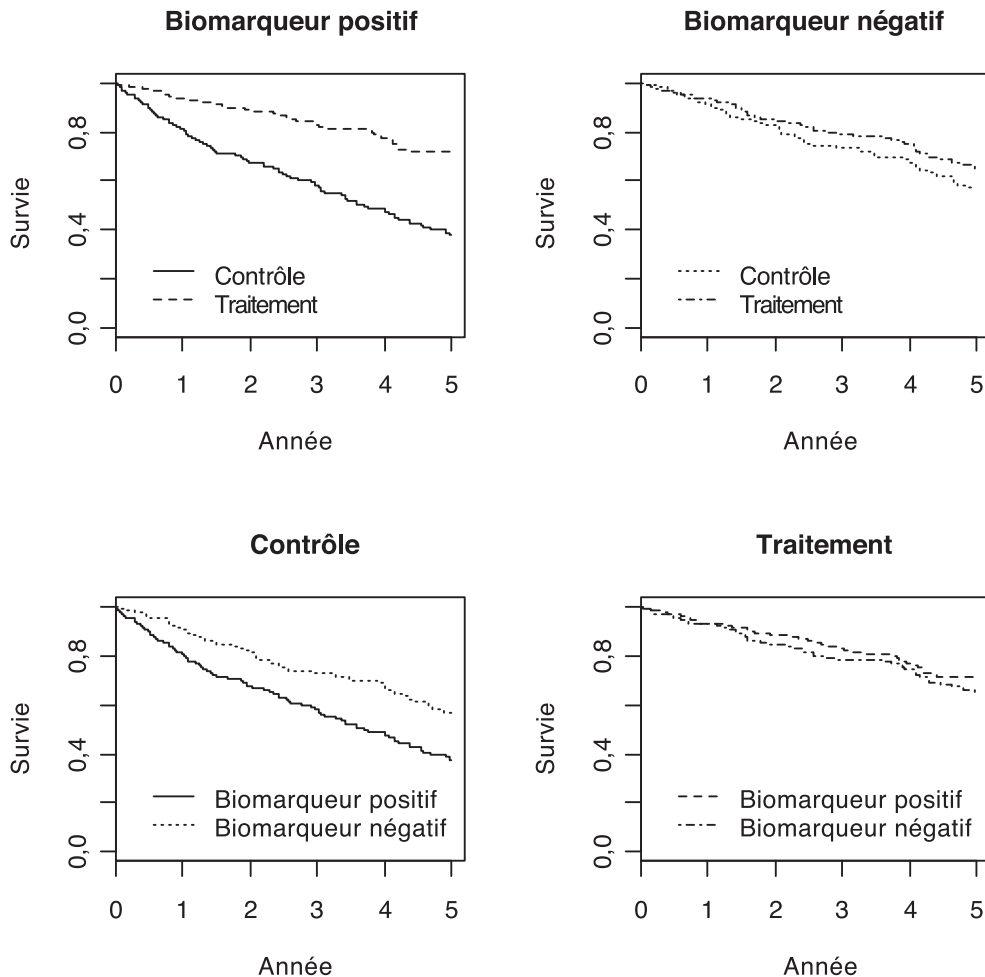 Biomarqueur positif
Survie
0,8
0,4
0,0
Contrôle
Traitement
0 1 2 3 4 5
Année
Biomarqueur négatif
Survie
0,8
0,4
0,0
Contrôle
Traitement
0 1 2 3 4 5
Année
Contrôle
Survie
0,8
0,4
0,0
Biomarqueur positif
Biomarqueur négatif
0 1 2 3 4 5
Année
Traitement
Survie
0,8
0,4
0,0
Biomarqueur positif
Biomarqueur négatif
0 1 2 3 4 5
Année